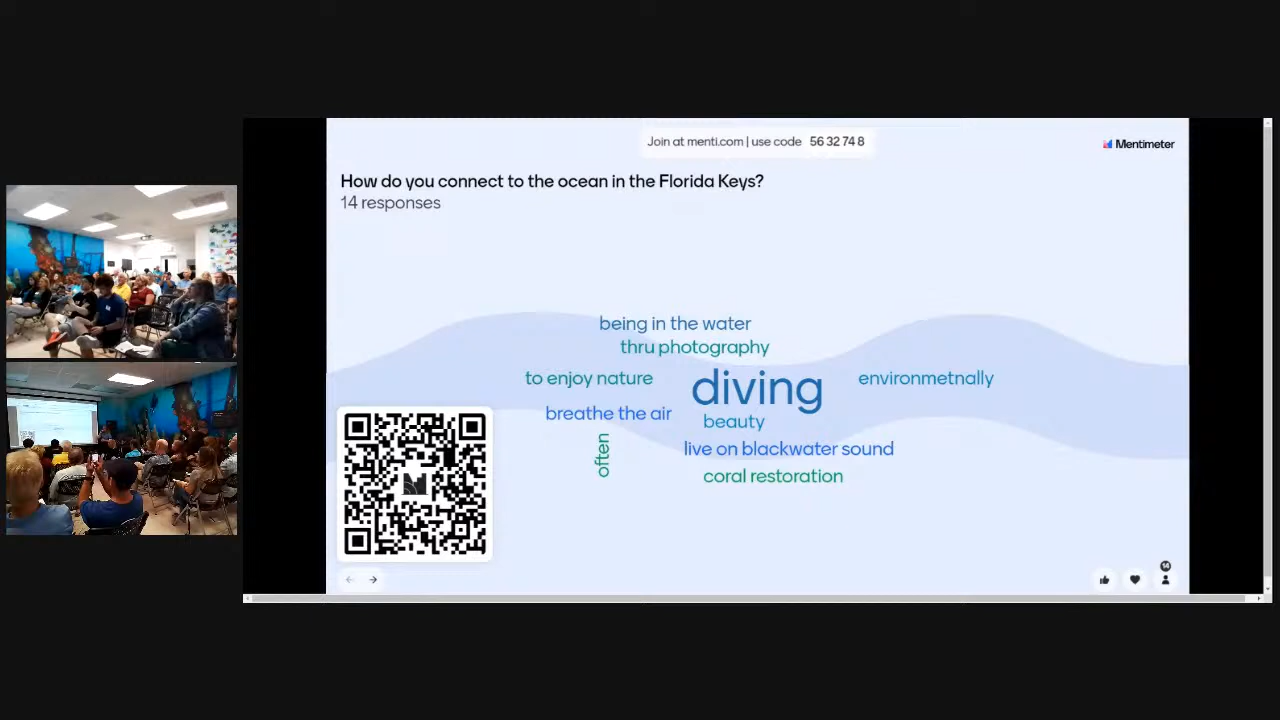 Join at menti.com | use code 56 32 74 8
Mentimeter
How do you connect to the ocean in the Florida Keys?
14 responses
being in the water
thru photography
to enjoy nature
diving
environmetnally
breathe the air
beauty
often
live on blackwater sound
coral restoration
14